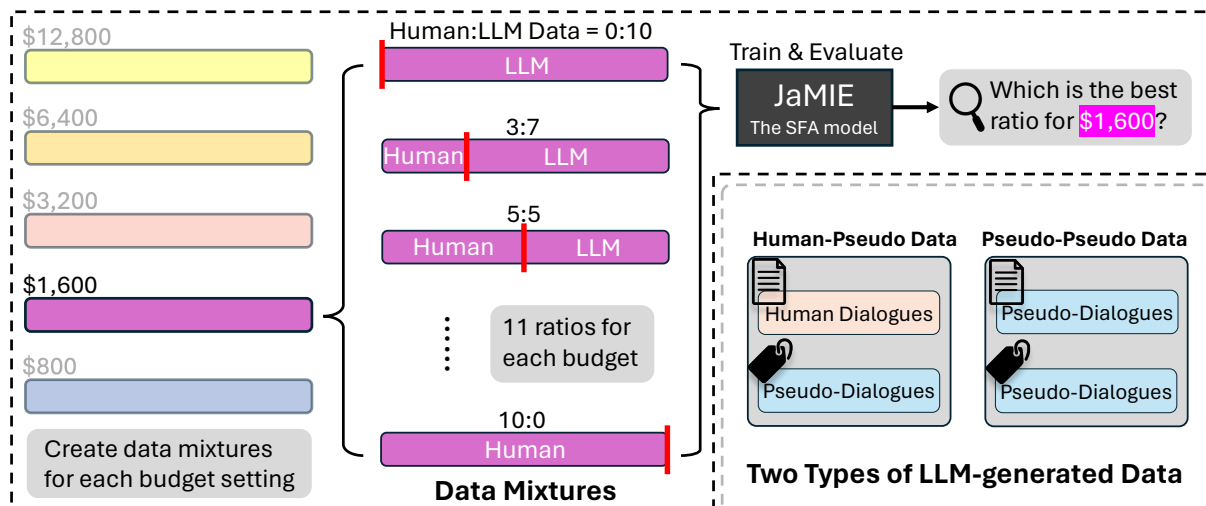 $12,800
$6,400
$3,200
$1,600
$800
Create data mixtures
for each budget setting
Human:LLM Data = 0:10
LLM
3:7
Human
LLM
5:5
Human
LLM
11 ratios for
each budget
10:0
Human
Data Mixtures
Train & Evaluate
JaMIE
The SFA model
Which is the best
ratio for $1,600?
Human-Pseudo Data
Human Dialogues
Pseudo-Dialogues
Pseudo-Pseudo Data
Pseudo-Dialogues
Pseudo-Dialogues
Two Types of LLM-generated Data